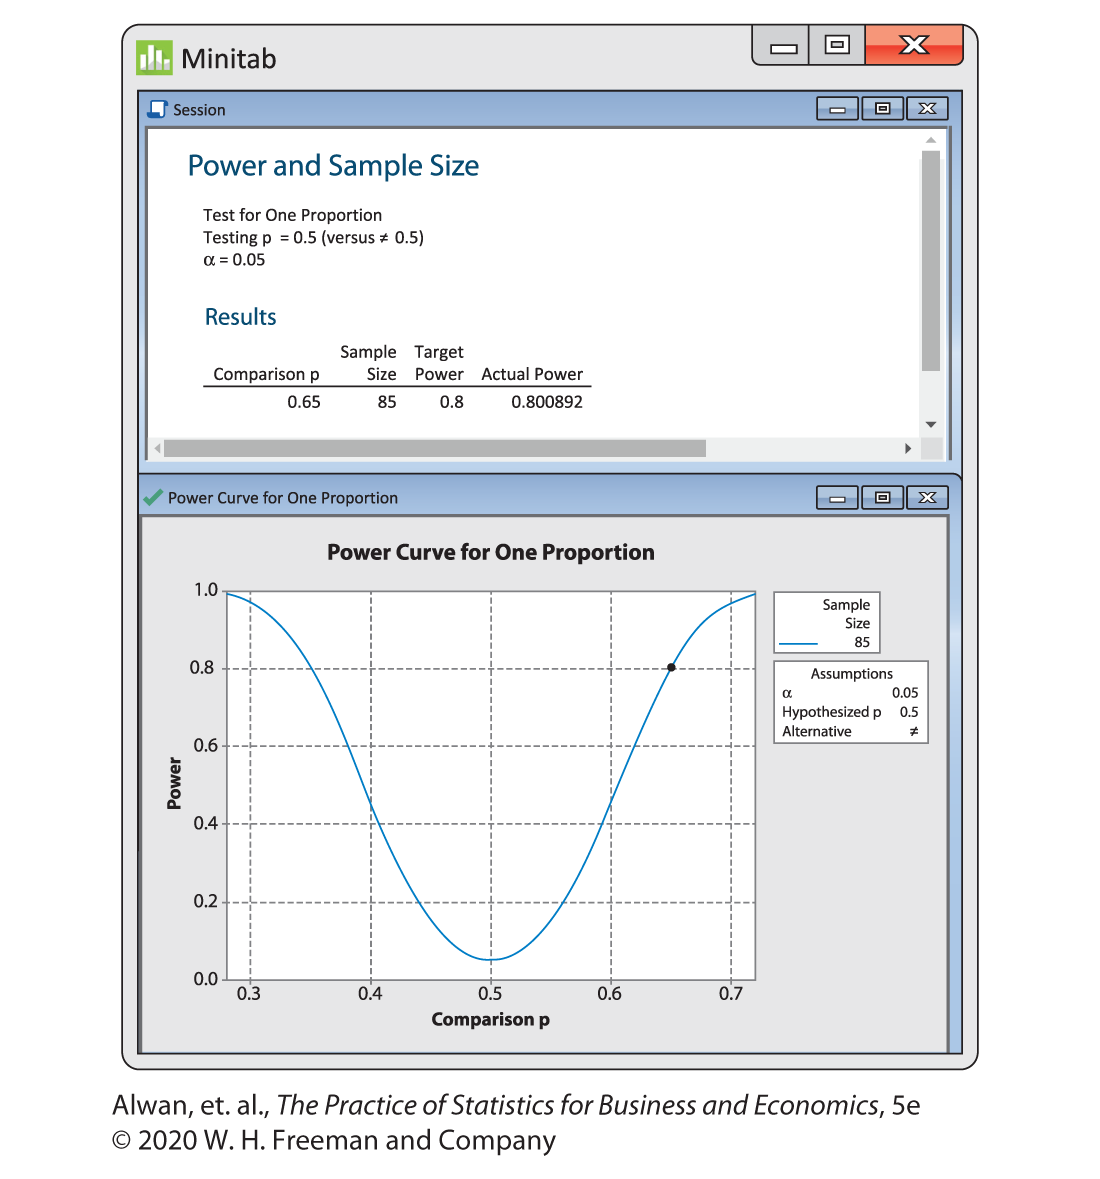 Minitab
Session
Power and Sample Size
Test for One Proportion
Testing p = 0.5 (versus ≠ 0.5)
α = 0.05
Results
Sample Target
Comparison p Size Power Actual Power
0.65 85 0.8 0.800892
Power Curve for One Proportion
Power Curve for One Proportion
1.0
0.8
0.6
0.4
0.2
0.0
Power
0.3 0.4 0.5 0.6 0.7
Comparison p
Sample
Size
85
Assumptions
α 0.05
Hypothesized p 0.5
Alternative ≠
Alwan, et. al., The Practice of Statistics for Business and Economics, 5e
© 2020 W. H. Freeman and Company